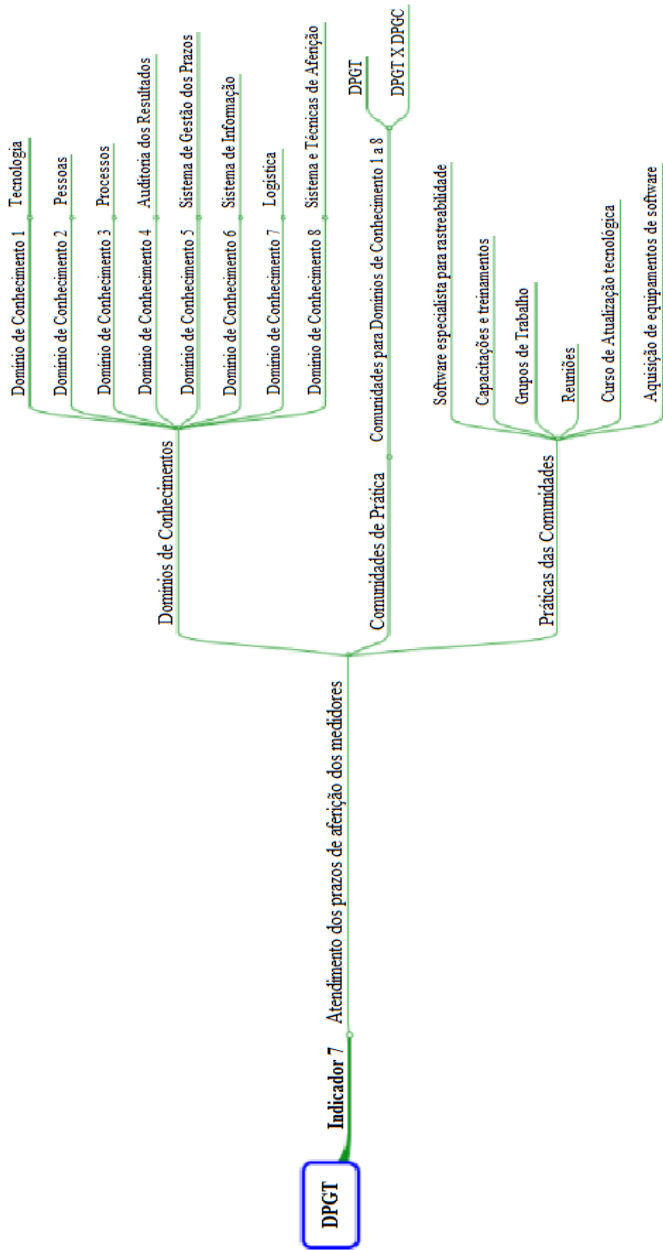 DPGT
Indicador 7
Atendimento dos prazos de aferição dos medidores
Domínios de Conhecimentos
Domínio de Conhecimento 1
Tecnologia
Domínio de Conhecimento 2
Pessoas
Domínio de Conhecimento 3
Processos
Domínio de Conhecimento 4
Auditoria dos Resultados
Domínio de Conhecimento 5
Sistema de Gestão dos Prazos
Domínio de Conhecimento 6
Sistema de Informação
Domínio de Conhecimento 7
Logística
Domínio de Conhecimento 8
Sistema e Técnicas de Aferição
Comunidades de Prática
Comunidades para Domínios de Conhecimento 1 a 8
DPGT
DPGT X DPGC
Práticas das Comunidades
Software especialista para rastreabilidade
Capacitações e treinamentos
Grupos de Trabalho
Reuniões
Curso de Atualização tecnológica
Aquisição de equipamentos de software